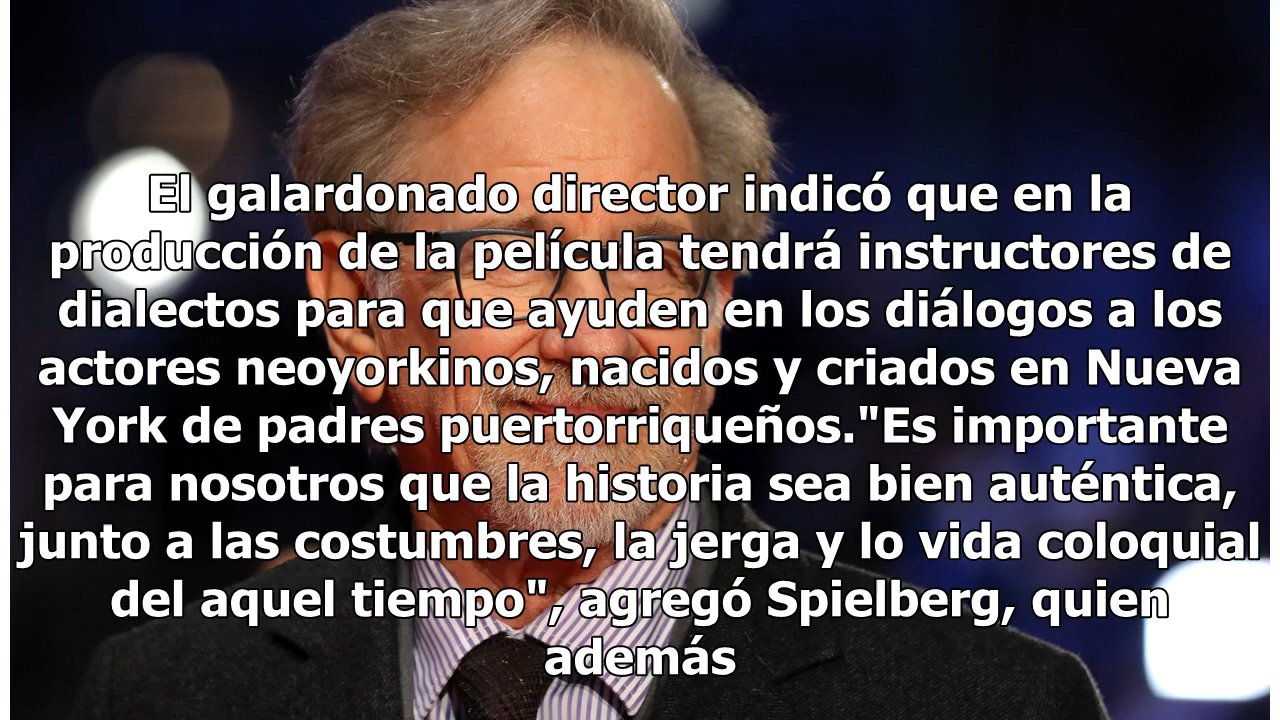 El galardonado director indicó que en la
producción de la película tendrá instructores de
dialectos para que ayuden en los diálogos a los
actores neoyorkinos, nacidos y criados en Nueva
York de padres puertorriqueños."Es importante
para nosotros que la historia sea bien auténtica,
junto a las costumbres, la jerga y lo vida coloquial
del aquel tiempo", agregó Spielberg, quien
además